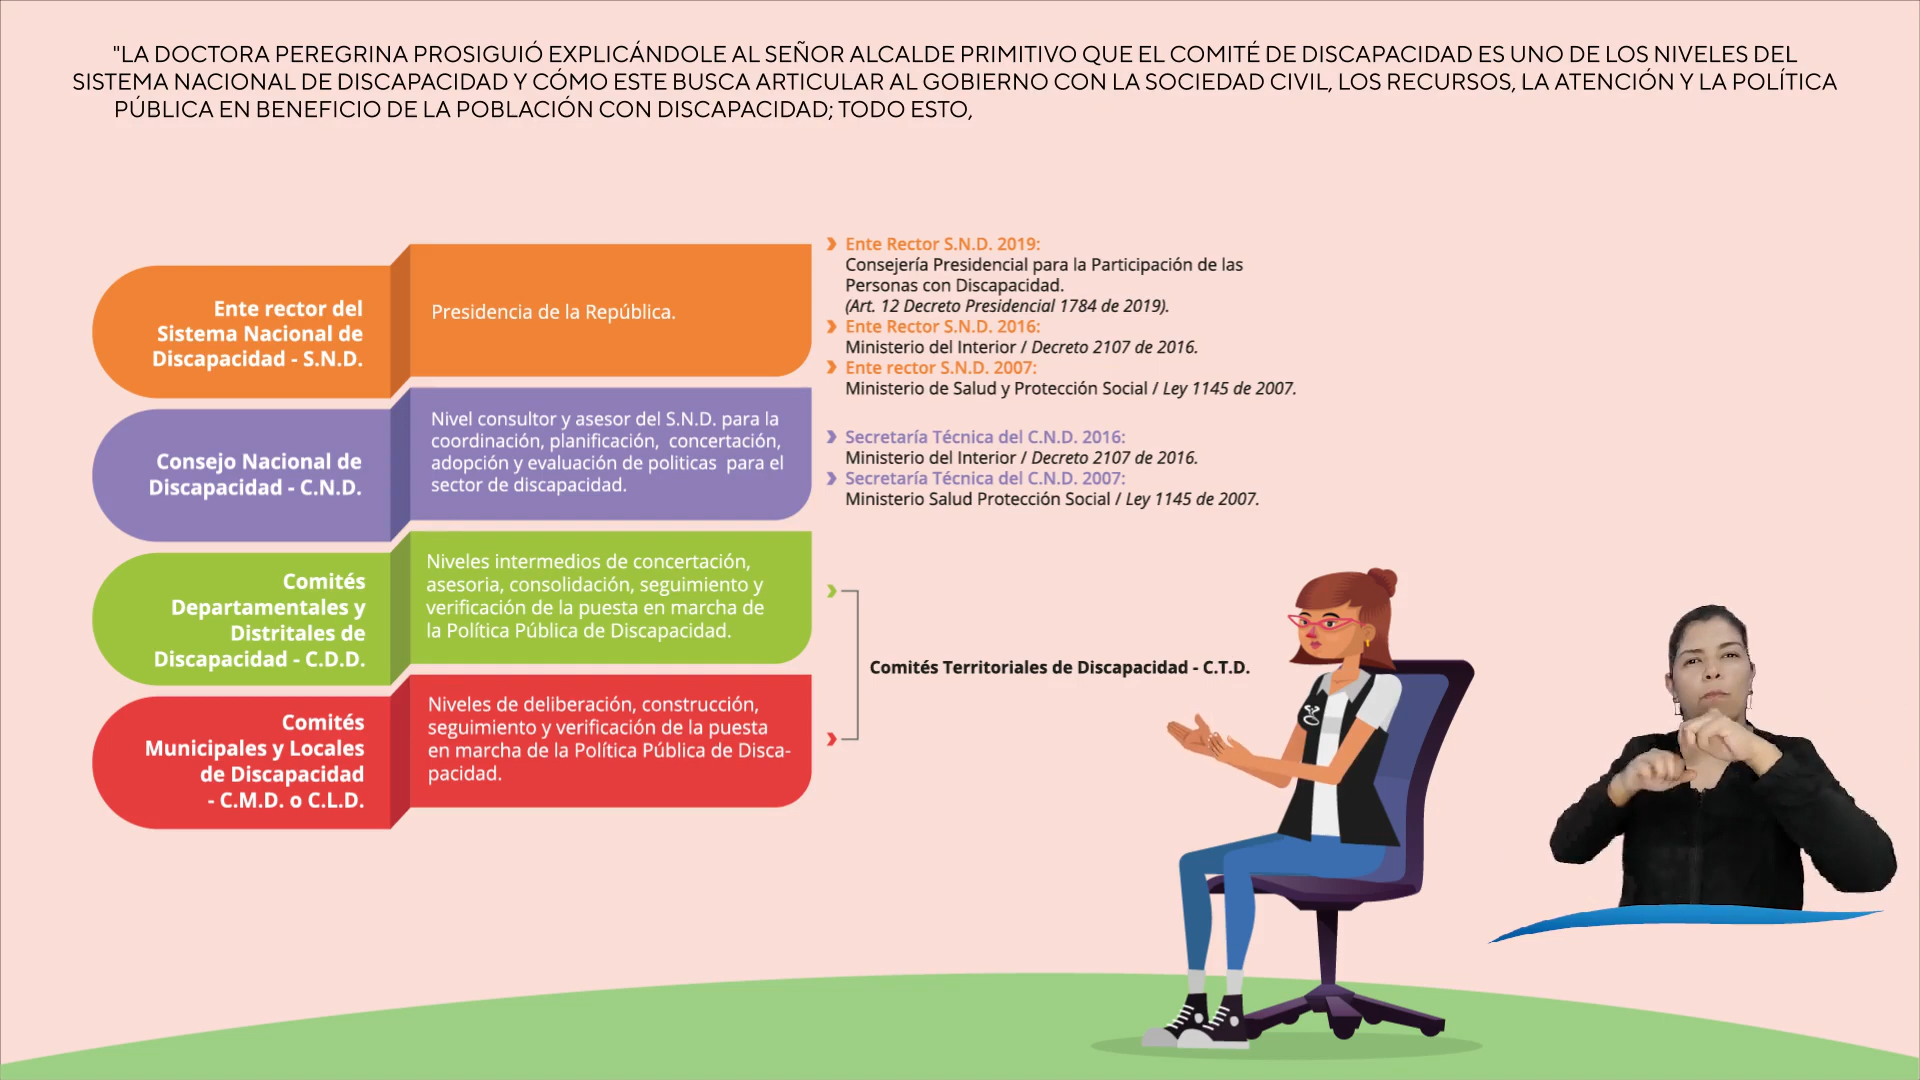 "LA DOCTORA PEREGRINA PROSIGUIÓ EXPLICÁNDOLE AL SEÑOR ALCALDE PRIMITIVO QUE EL COMITÉ DE DISCAPACIDAD ES UNO DE LOS NIVELES DEL
SISTEMA NACIONAL DE DISCAPACIDAD Y CÓMO ESTE BUSCA ARTICULAR AL GOBIERNO CON LA SOCIEDAD CIVIL, LOS RECURSOS, LA ATENCIÓN Y LA POLÍTICA
PÚBLICA EN BENEFICIO DE LA POBLACIÓN CON DISCAPACIDAD; TODO ESTO,
Ente rector del
Sistema Nacional de
Discapacidad - S.N.D.
Presidencia de la República.
Ente Rector S.N.D. 2019:
Consejería Presidencial para la Participación de las
Personas con Discapacidad.
(Art. 12 Decreto Presidencial 1784 de 2019).
Ente Rector S.N.D. 2016:
Ministerio del Interior / Decreto 2107 de 2016.
Ente rector S.N.D. 2007:
Ministerio de Salud y Protección Social / Ley 1145 de 2007.
Consejo Nacional de
Discapacidad - C.N.D.
Nivel consultor y asesor del S.N.D. para la
coordinación, planificación, concertación,
adopción y evaluación de politicas para el
sector de discapacidad.
Secretaría Técnica del C.N.D. 2016:
Ministerio del Interior / Decreto 2107 de 2016.
Secretaría Técnica del C.N.D. 2007:
Ministerio Salud Protección Social / Ley 1145 de 2007.
Comités
Departamentales y
Distritales de
Discapacidad - C.D.D.
Niveles intermedios de concertación,
asesoria, consolidación, seguimiento y
verificación de la puesta en marcha de
la Política Pública de Discapacidad.
Comités Territoriales de Discapacidad - C.T.D.
Comités
Municipales y Locales
de Discapacidad
- C.M.D. o C.L.D.
Niveles de deliberación, construcción,
seguimiento y verificación de la puesta
en marcha de la Política Pública de Disca-
pacidad.